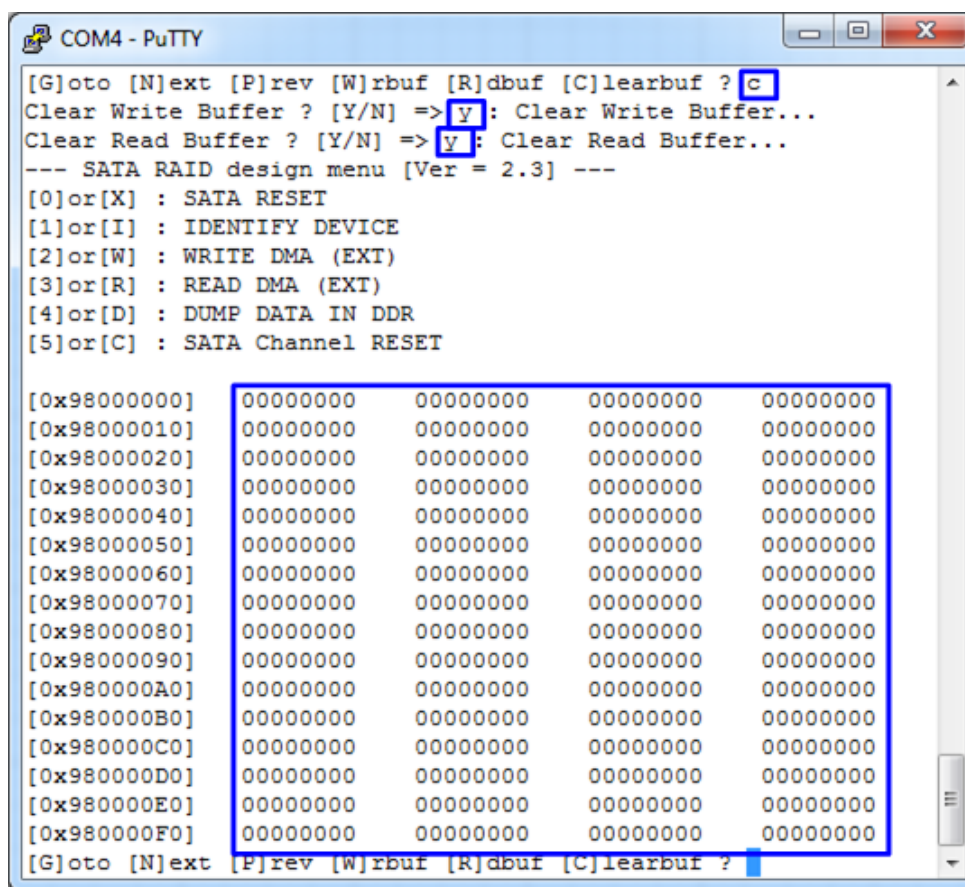 COM4 - PuTTY
[G]oto [N]ext [P]rev [W]rbuf [R]dbuf [C]learbuf ? c
Clear Write Buffer ? [Y/N] => y : Clear Write Buffer...
Clear Read Buffer ? [Y/N] => y : Clear Read Buffer...
--- SATA RAID design menu [Ver = 2.3] ---
[0]or[X] : SATA RESET
[1]or[I] : IDENTIFY DEVICE
[2]or[W] : WRITE DMA (EXT)
[3]or[R] : READ DMA (EXT)
[4]or[D] : DUMP DATA IN DDR
[5]or[C] : SATA Channel RESET
[0x98000000] 00000000 00000000 00000000 00000000
[0x98000010] 00000000 00000000 00000000 00000000
[0x98000020] 00000000 00000000 00000000 00000000
[0x98000030] 00000000 00000000 00000000 00000000
[0x98000040] 00000000 00000000 00000000 00000000
[0x98000050] 00000000 00000000 00000000 00000000
[0x98000060] 00000000 00000000 00000000 00000000
[0x98000070] 00000000 00000000 00000000 00000000
[0x98000080] 00000000 00000000 00000000 00000000
[0x98000090] 00000000 00000000 00000000 00000000
[0x980000A0] 00000000 00000000 00000000 00000000
[0x980000B0] 00000000 00000000 00000000 00000000
[0x980000C0] 00000000 00000000 00000000 00000000
[0x980000D0] 00000000 00000000 00000000 00000000
[0x980000E0] 00000000 00000000 00000000 00000000
[0x980000F0] 00000000 00000000 00000000 00000000
[G]oto [N]ext [P]rev [W]rbuf [R]dbuf [C]learbuf ?